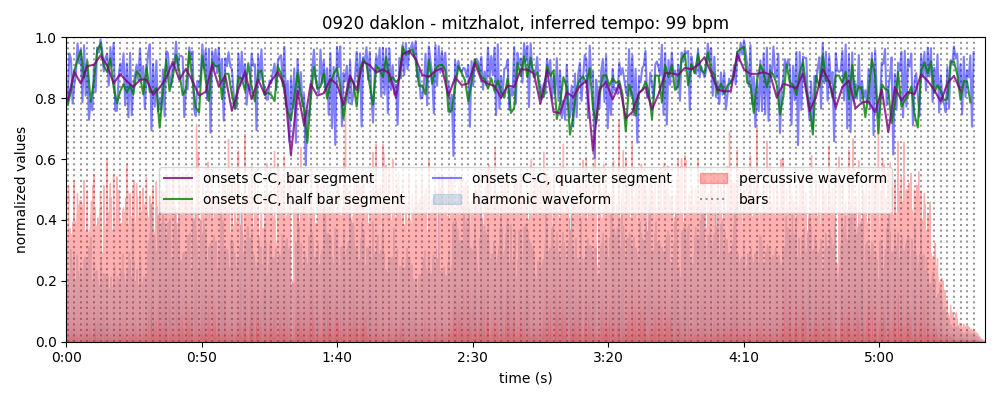 0920 daklon - mitzhalot, inferred tempo: 99 bpm
1.0
0.8
0.6
0.4
0.2
0.0
normalized values
onsets C-C, bar segment
onsets C-C, half bar segment
onsets C-C, quarter segment
harmonic waveform
percussive waveform
bars
0:00 0:50 1:40 2:30 3:20 4:10 5:00
time (s)